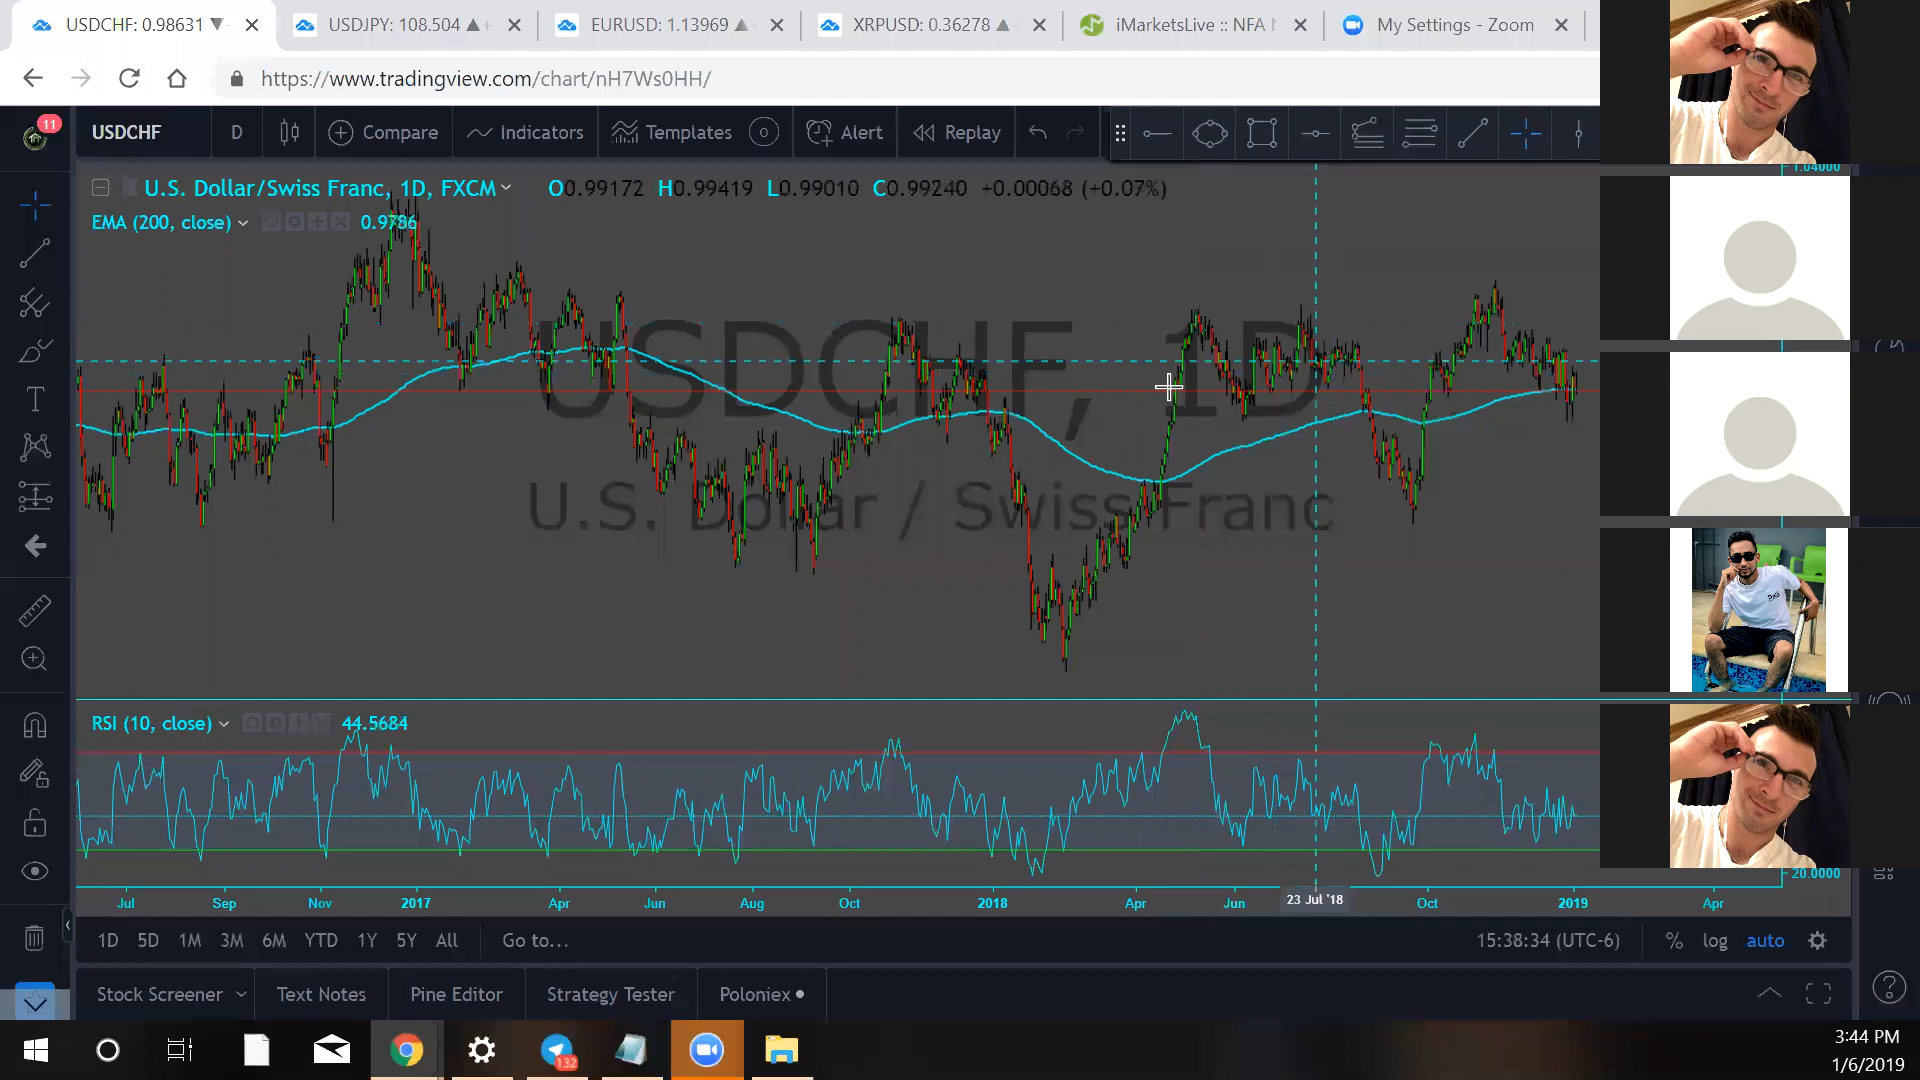 USDCHF: 0.98631 ▼
USDJPY: 108.504 ▲+
EURUSD: 1.13969 ▲
XRPUSD: 0.36278 ▲
iMarketsLive :: NFA
My Settings - Zoom
https://www.tradingview.com/chart/nH7Ws0HH/
11
USDCHF
D
Compare
Indicators
Templates
Alert
Replay
1.04000
U.S. Dollar/Swiss Franc, 1D, FXCM
O0.99172 H0.99419 L0.99010 C0.99240 +0.00068 (+0.07%)
EMA (200, close)
0.9786
USDCHF, 1D
U.S. Dollar / Swiss Franc
RSI (10, close)
44.5684
20.0000
Jul Sep Nov 2017 Apr Jun Aug Oct 2018 Apr Jun 23 Jul '18 Oct 2019 Apr
1D 5D 1M 3M 6M YTD 1Y 5Y All Go to...
15:38:34 (UTC-6) % log auto
Stock Screener
Text Notes
Pine Editor
Strategy Tester
Poloniex
132
3:44 PM
1/6/2019